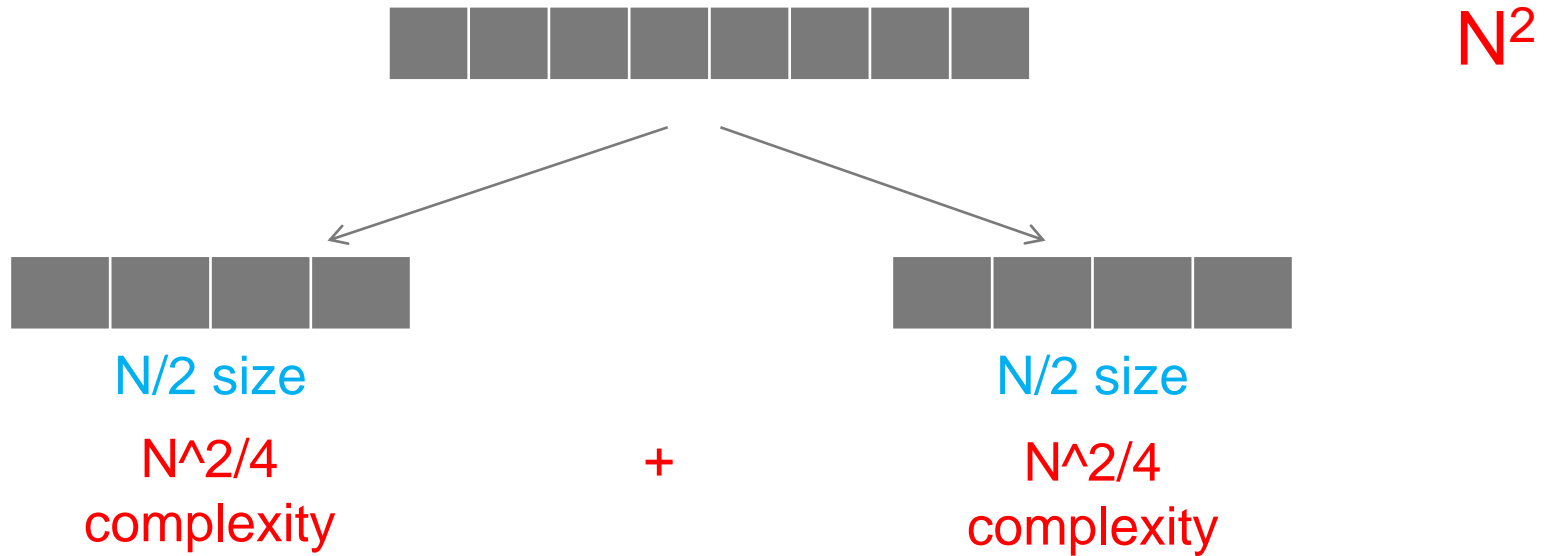 N²
N/2 size
N/2 size
N^2/4
complexity
+
N^2/4
complexity